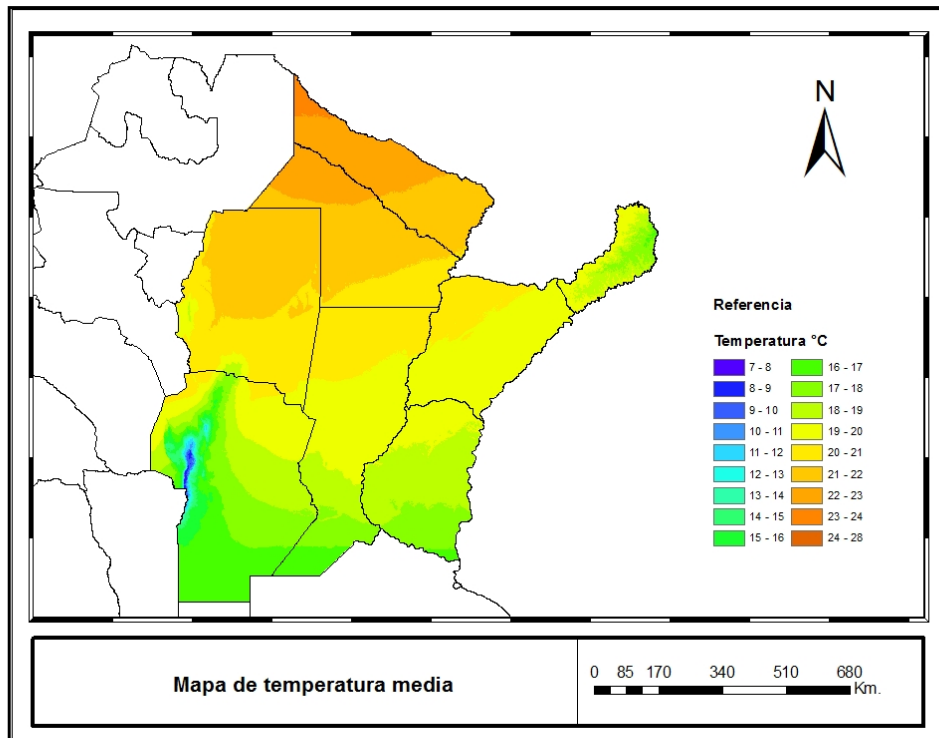 N
Referencia
Temperatura °C
7 - 8 16 - 17
8 - 9 17 - 18
9 - 10 18 - 19
10 - 11 19 - 20
11 - 12 20 - 21
12 - 13 21 - 22
13 - 14 22 - 23
14 - 15 23 - 24
15 - 16 24 - 28
Mapa de temperatura media
0 85 170 340 510 680
Km.